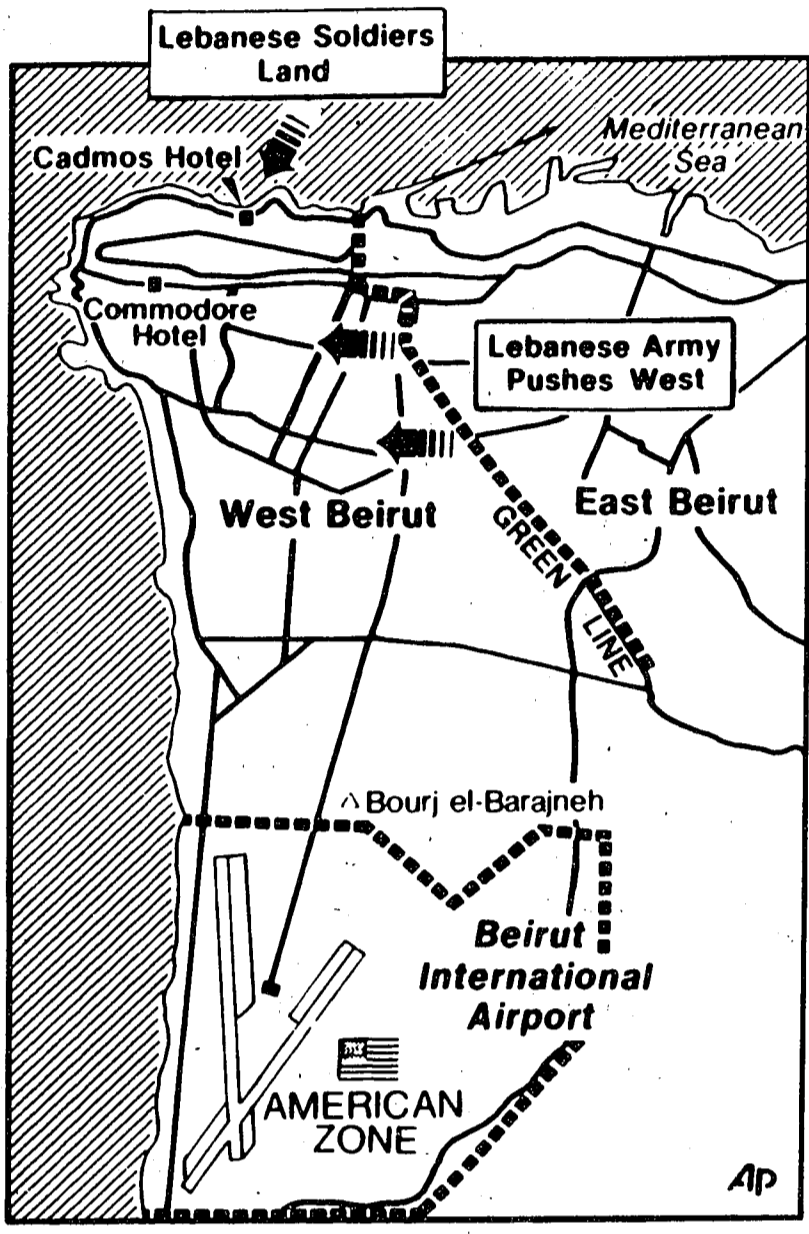 Lebanese Soldiers
Land
Mediterranean
Sea
Cadmos Hotel
Commodore
Hotel
Lebanese Army
Pushes West
West Beirut
East Beirut
GREEN
LINE
Bourj el-Barajneh
Beirut
International
Airport
AMERICAN
ZONE
AP